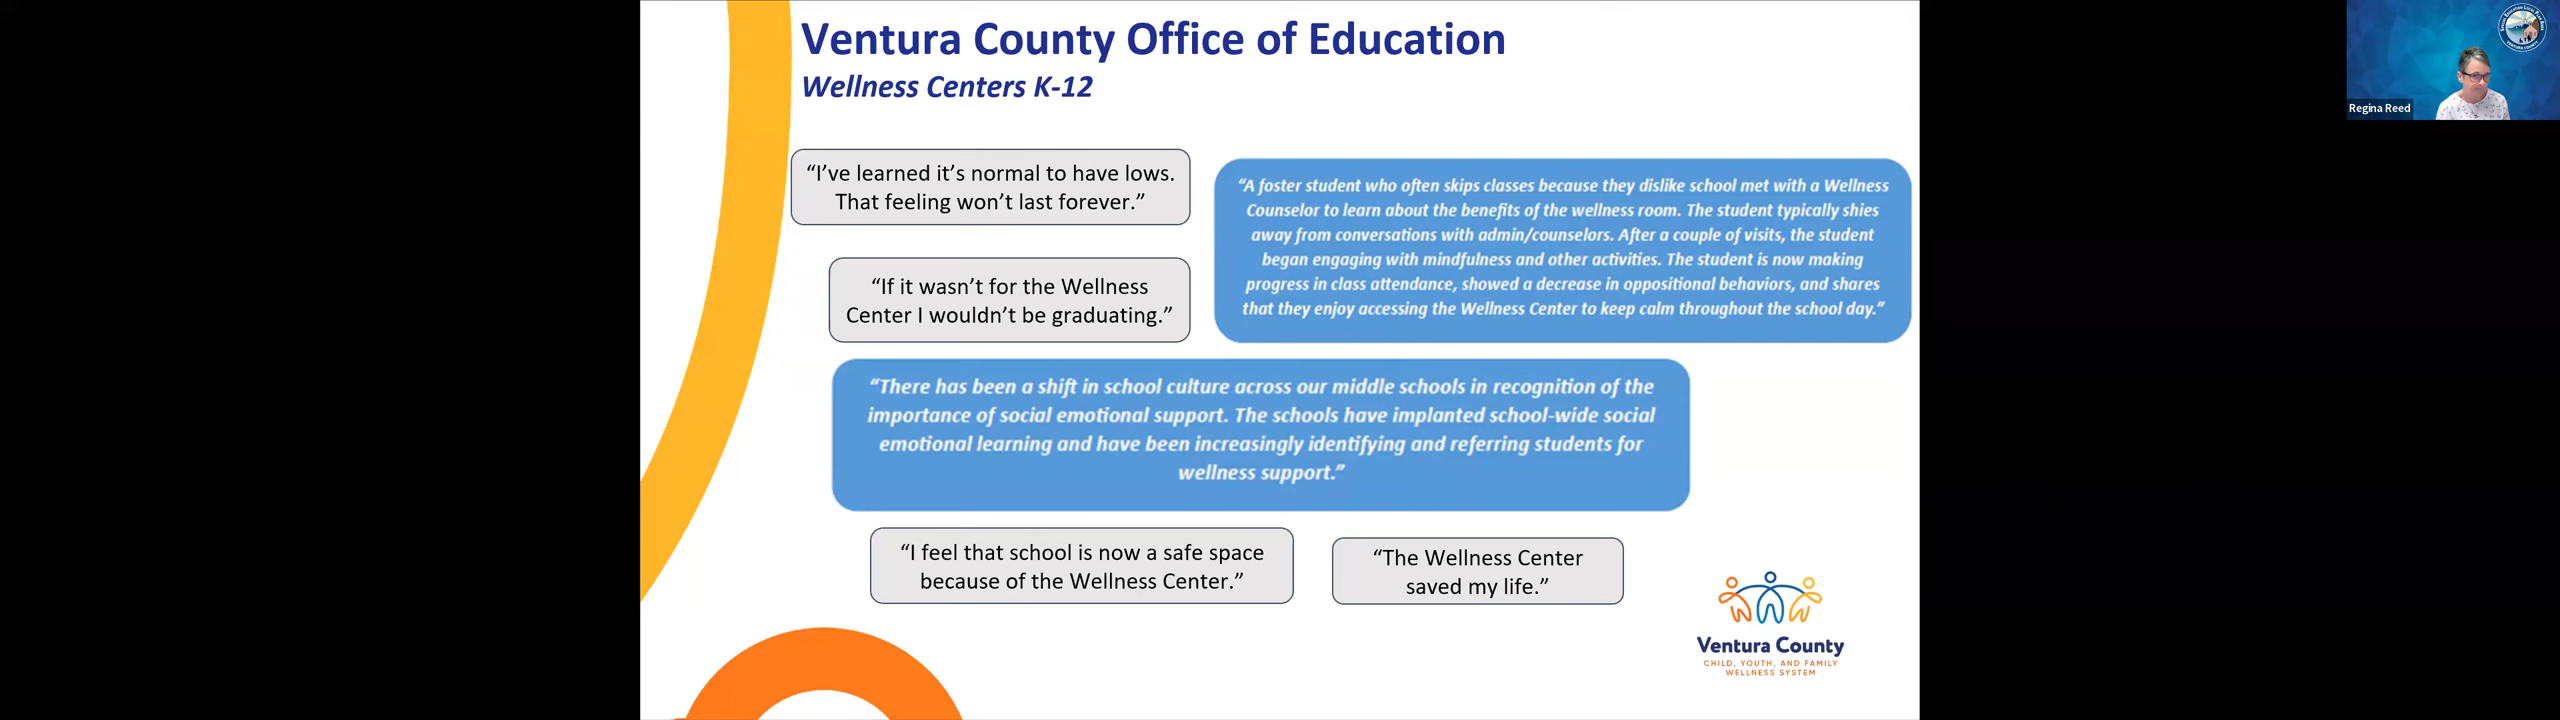 Ventura County Office of Education
Wellness Centers K-12
“I’ve learned it’s normal to have lows.
That feeling won’t last forever.”
“A foster student who often skips classes because they dislike school met with a Wellness
Counselor to learn about the benefits of the wellness room. The student typically shies
away from conversations with admin/counselors. After a couple of visits, the student
began engaging with mindfulness and other activities. The student is now making
progress in class attendance, showed a decrease in oppositional behaviors, and shares
that they enjoy accessing the Wellness Center to keep calm throughout the school day.”
“If it wasn’t for the Wellness
Center I wouldn’t be graduating.”
“There has been a shift in school culture across our middle schools in recognition of the
importance of social emotional support. The schools have implanted school-wide social
emotional learning and have been increasingly identifying and referring students for
wellness support.”
“I feel that school is now a safe space
because of the Wellness Center.”
“The Wellness Center
saved my life.”
Ventura County
CHILD, YOUTH, AND FAMILY
WELLNESS SYSTEM
Regina Reed